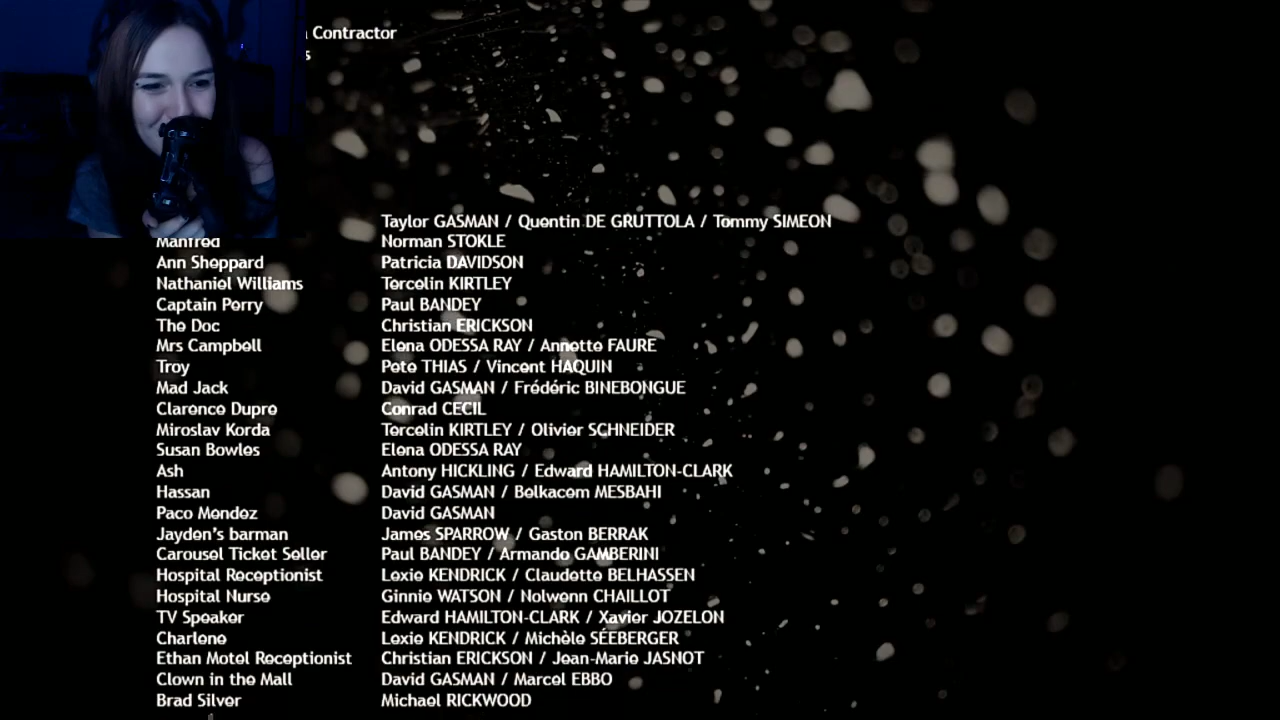 Contractor
s
Taylor GASMAN / Quentin DE GRUTTOLA / Tommy SIMEON
Manfred Norman STOKLE
Ann Sheppard Patricia DAVIDSON
Nathaniel Williams Tercelin KIRTLEY
Captain Perry Paul BANDEY
The Doc Christian ERICKSON
Mrs Campbell Elena ODESSA RAY / Annette FAURE
Troy Pete THIAS / Vincent HAQUIN
Mad Jack David GASMAN / Frédéric BINEBONGUE
Clarence Dupre Conrad CECIL
Miroslav Korda Tercelin KIRTLEY / Olivier SCHNEIDER
Susan Bowles Elena ODESSA RAY
Ash Antony HICKLING / Edward HAMILTON-CLARK
Hassan David GASMAN / Belkacem MESBAHI
Paco Mendez David GASMAN
Jayden's barman James SPARROW / Gaston BERRAK
Carousel Ticket Seller Paul BANDEY / Armando GAMBERINI
Hospital Receptionist Lexie KENDRICK / Claudette BELHASSEN
Hospital Nurse Ginnie WATSON / Nolwenn CHAILLOT
TV Speaker Edward HAMILTON-CLARK / Xavier JOZELON
Charlene Lexie KENDRICK / Michèle SÉEBERGER
Ethan Motel Receptionist Christian ERICKSON / Jean-Marie JASNOT
Clown in the Mall David GASMAN / Marcel EBBO
Brad Silver Michael RICKWOOD